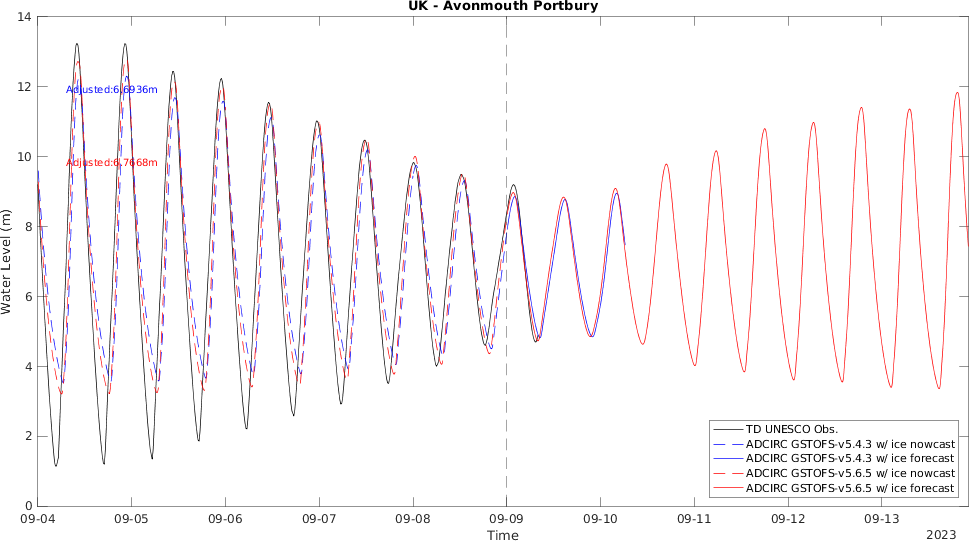 UK - Avonmouth Portbury
14
12
10
8
6
4
2
0
Water Level (m)
Adjusted:6.6936m
Adjusted:6.7668m
TD UNESCO Obs.
ADCIRC GSTOFS-v5.4.3 w/ ice nowcast
ADCIRC GSTOFS-v5.4.3 w/ ice forecast
ADCIRC GSTOFS-v5.6.5 w/ ice nowcast
ADCIRC GSTOFS-v5.6.5 w/ ice forecast
09-04 09-05 09-06 09-07 09-08 09-09 09-10 09-11 09-12 09-13
Time
2023